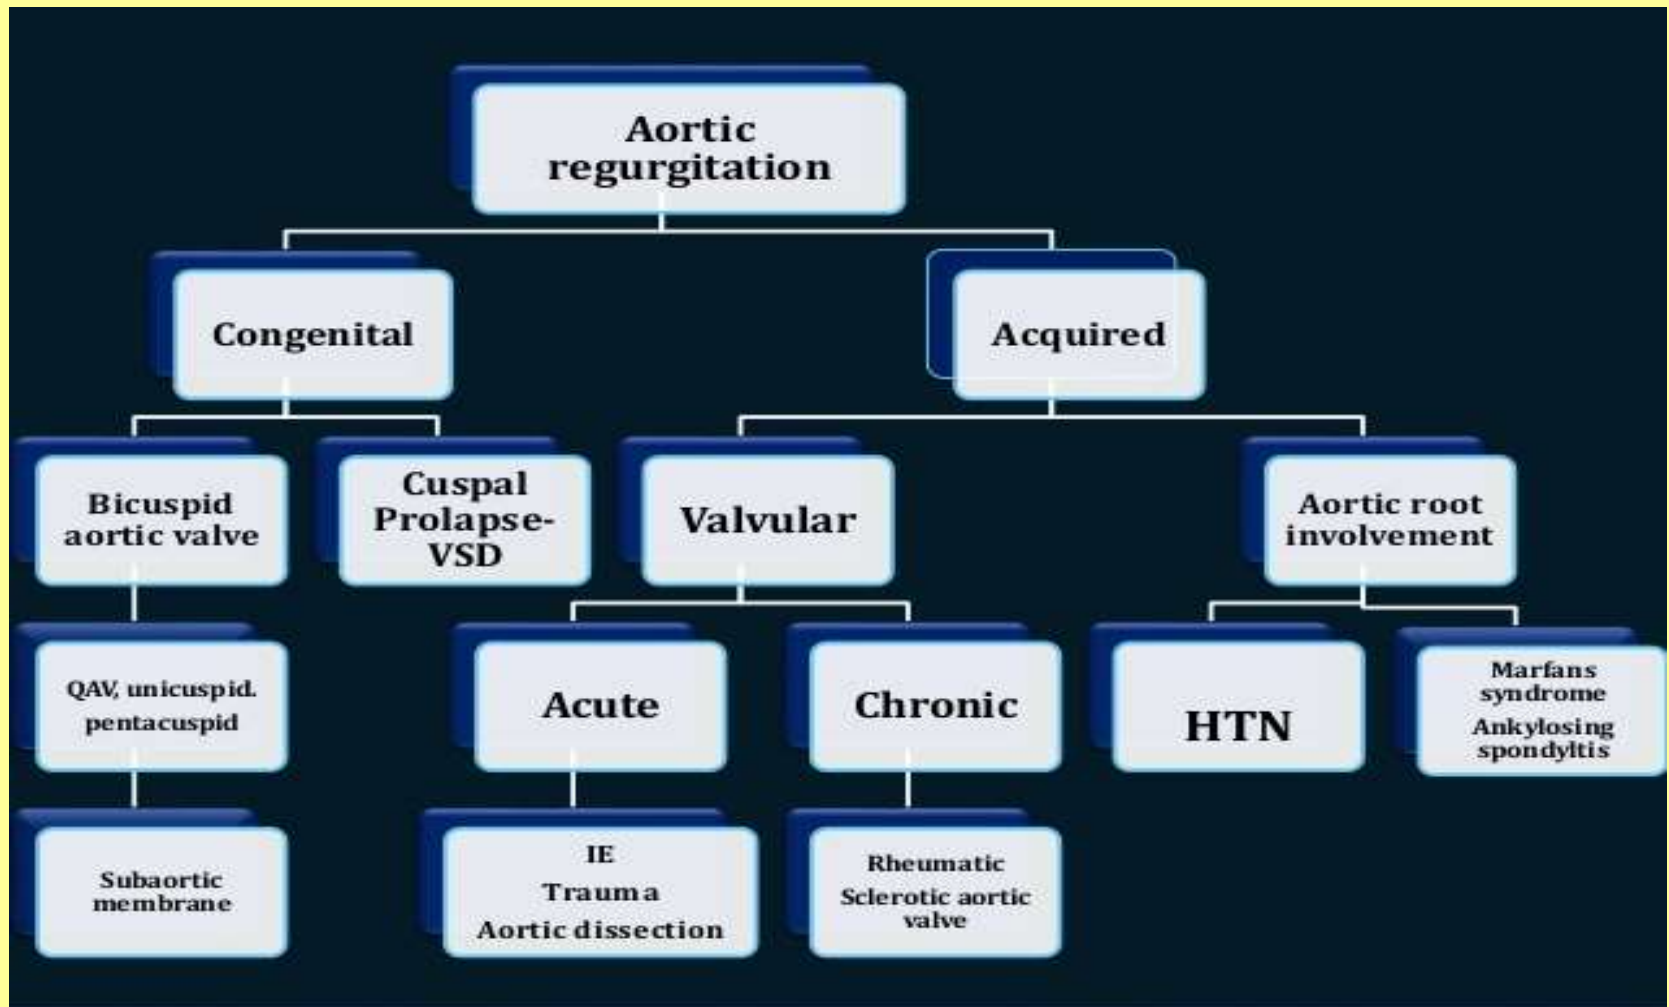 Aortic
regurgitation
Congenital
Acquired
Bicuspid
aortic valve
Cuspal
Prolapse-
VSD
Valvular
Aortic root
involvement
QAV, unicuspid.
pentacuspid
Acute
Chronic
HTN
Marfans
syndrome
Ankylosing
spondyltis
Subaortic
membrane
IE
Trauma
Aortic dissection
Rheumatic
Sclerotic aortic
valve